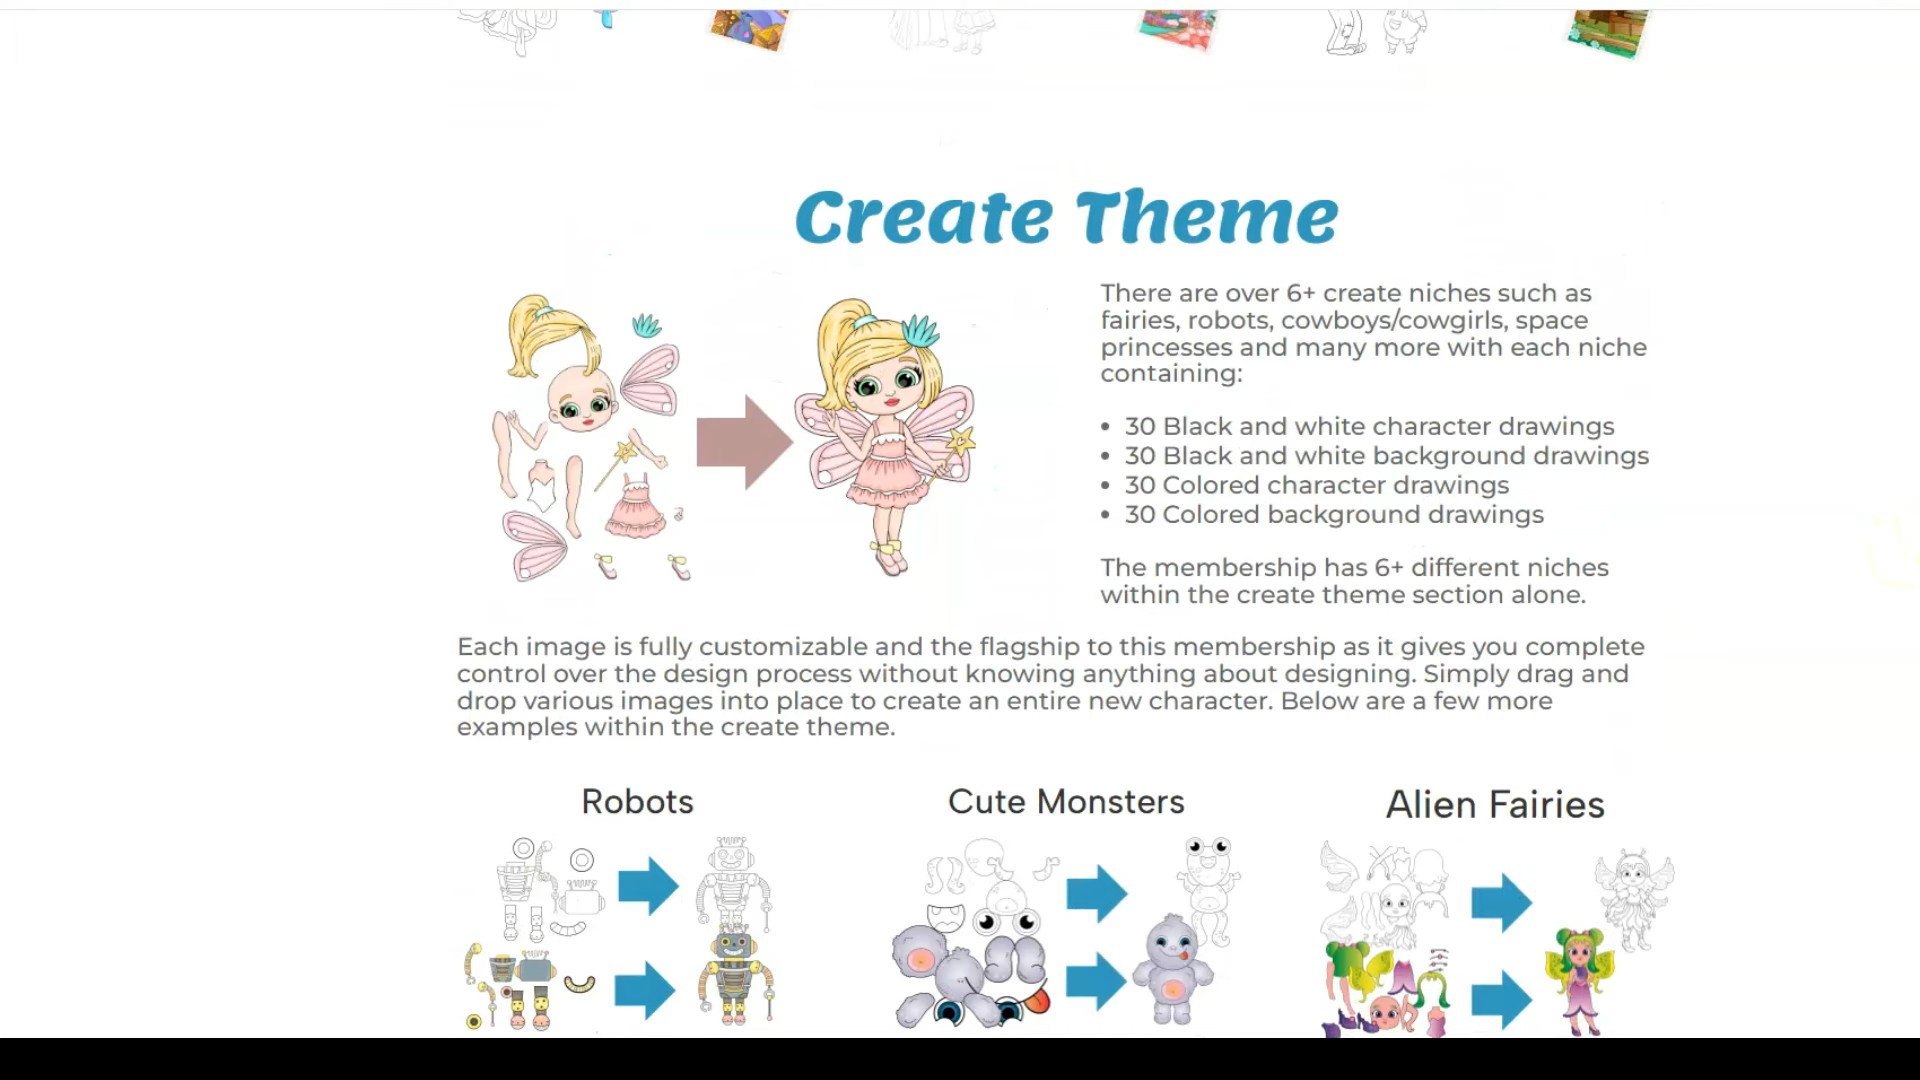 Create Theme
There are over 6+ create niches such as
fairies, robots, cowboys/cowgirls, space
princesses and many more with each niche
containing:
• 30 Black and white character drawings
• 30 Black and white background drawings
• 30 Colored character drawings
• 30 Colored background drawings
The membership has 6+ different niches
within the create theme section alone.
Each image is fully customizable and the flagship to this membership as it gives you complete
control over the design process without knowing anything about designing. Simply drag and
drop various images into place to create an entire new character. Below are a few more
examples within the create theme.
Robots
Cute Monsters
Alien Fairies